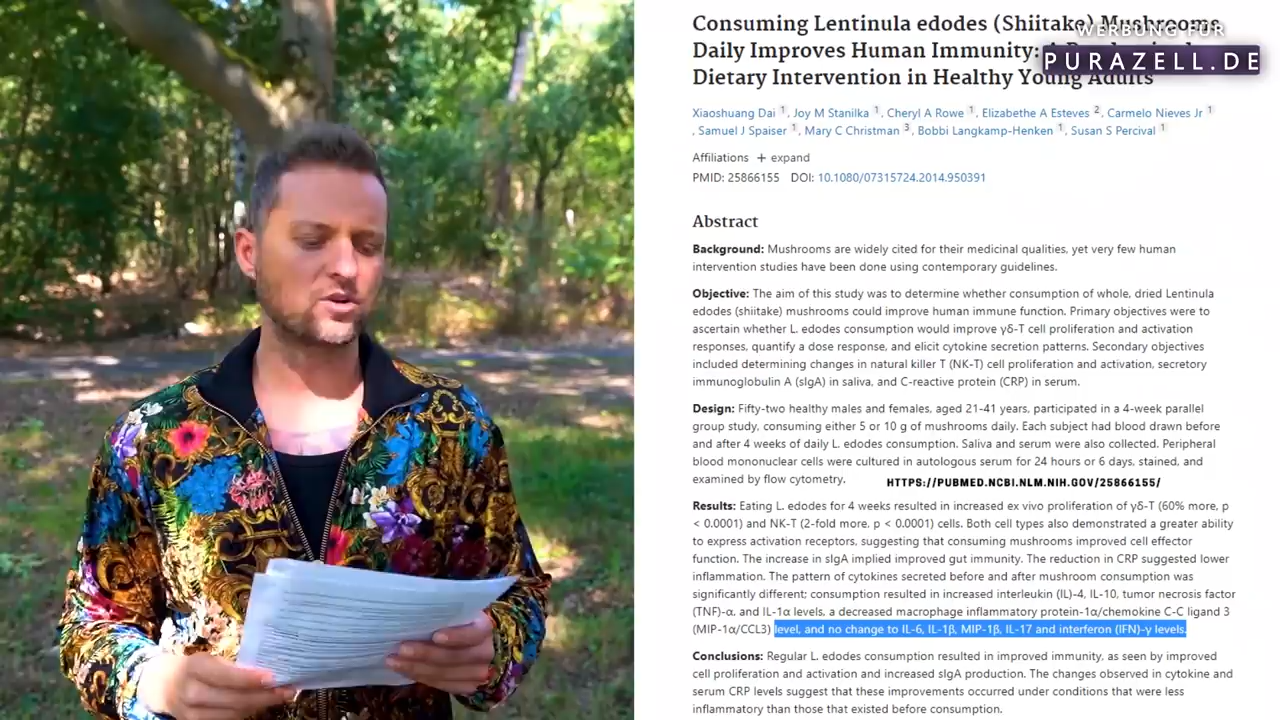 Consuming Lentinula edodes (Shiitake) Mushrooms
WERBUNG FÜR
Daily Improves Human Immunity: A Randomized
PURAZELL.DE
Dietary Intervention in Healthy Young Adults
Xiaoshuang Dai 1, Joy M Stanilka 1, Cheryl A Rowe 1, Elizabethe A Esteves 2, Carmelo Nieves Jr 1
, Samuel J Spaiser 1, Mary C Christman 3, Bobbi Langkamp-Henken 1, Susan S Percival 1
Affiliations + expand
PMID: 25866155 DOI: 10.1080/07315724.2014.950391
Abstract
Background: Mushrooms are widely cited for their medicinal qualities, yet very few human
intervention studies have been done using contemporary guidelines.
Objective: The aim of this study was to determine whether consumption of whole, dried Lentinula
edodes (shiitake) mushrooms could improve human immune function. Primary objectives were to
ascertain whether L. edodes consumption would improve γδ-T cell proliferation and activation
responses, quantify a dose response, and elicit cytokine secretion patterns. Secondary objectives
included determining changes in natural killer T (NK-T) cell proliferation and activation, secretory
immunoglobulin A (sIgA) in saliva, and C-reactive protein (CRP) in serum.
Design: Fifty-two healthy males and females, aged 21-41 years, participated in a 4-week parallel
group study, consuming either 5 or 10 g of mushrooms daily. Each subject had blood drawn before
and after 4 weeks of daily L. edodes consumption. Saliva and serum were also collected. Peripheral
blood mononuclear cells were cultured in autologous serum for 24 hours or 6 days, stained, and
examined by flow cytometry.
HTTPS://PUBMED.NCBI.NLM.NIH.GOV/25866155/
Results: Eating L. edodes for 4 weeks resulted in increased ex vivo proliferation of γδ-T (60% more, p
< 0.0001) and NK-T (2-fold more, p < 0.0001) cells. Both cell types also demonstrated a greater ability
to express activation receptors, suggesting that consuming mushrooms improved cell effector
function. The increase in sIgA implied improved gut immunity. The reduction in CRP suggested lower
inflammation. The pattern of cytokines secreted before and after mushroom consumption was
significantly different; consumption resulted in increased interleukin (IL)-4, IL-10, tumor necrosis factor
(TNF)-α, and IL-1α levels, a decreased macrophage inflammatory protein-1α/chemokine C-C ligand 3
(MIP-1α/CCL3) level, and no change to IL-6, IL-1β, MIP-1β, IL-17 and interferon (IFN)-γ levels.
Conclusions: Regular L. edodes consumption resulted in improved immunity, as seen by improved
cell proliferation and activation and increased sIgA production. The changes observed in cytokine and
serum CRP levels suggest that these improvements occurred under conditions that were less
inflammatory than those that existed before consumption.